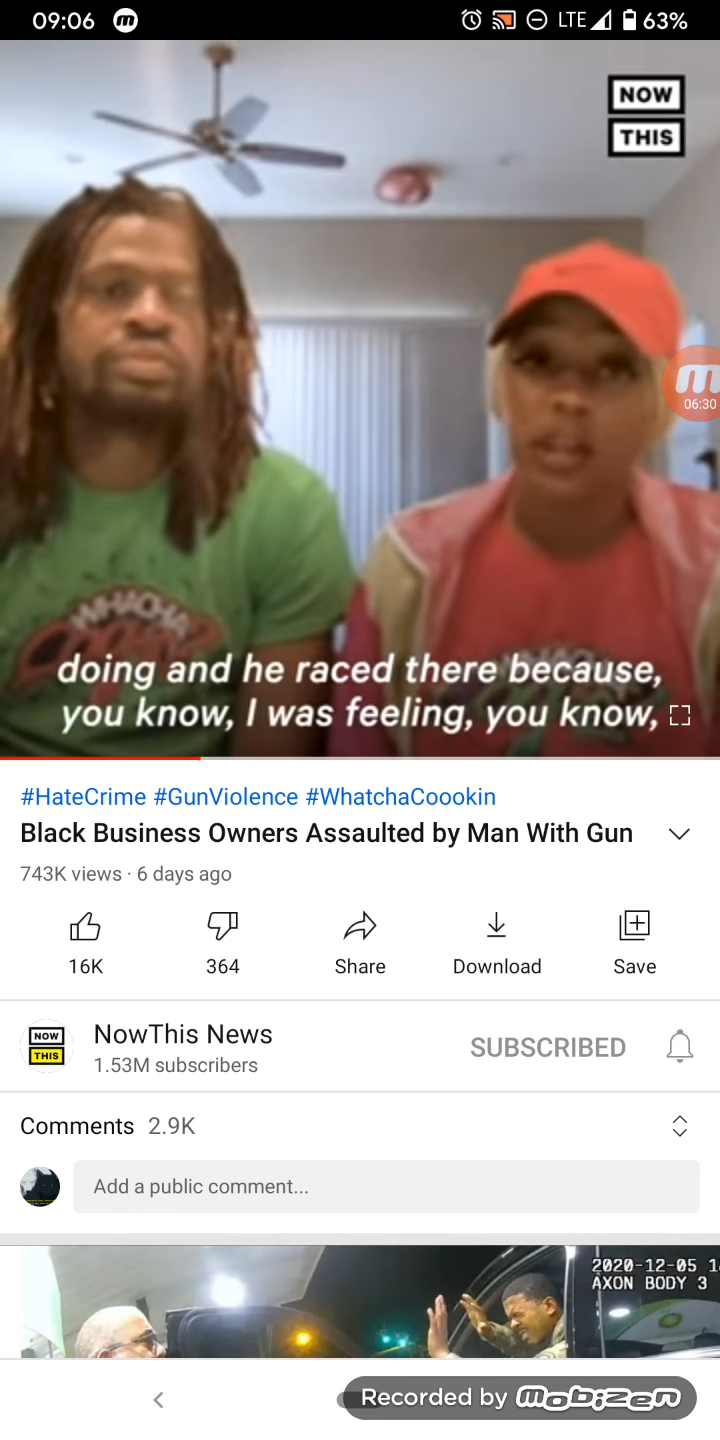 09:06 m LTE 63%
NOW
THIS
m
06:30
WHACHA
doing and he raced there because,
you know, I was feeling, you know,
#HateCrime #GunViolence #WhatchaCoookin
Black Business Owners Assaulted by Man With Gun
743K views · 6 days ago
16K 364 Share Download Save
NOW
THIS
NowThis News
1.53M subscribers
SUBSCRIBED
Comments 2.9K
Add a public comment...
2020-12-05 1
AXON BODY 3
Recorded by mobizen